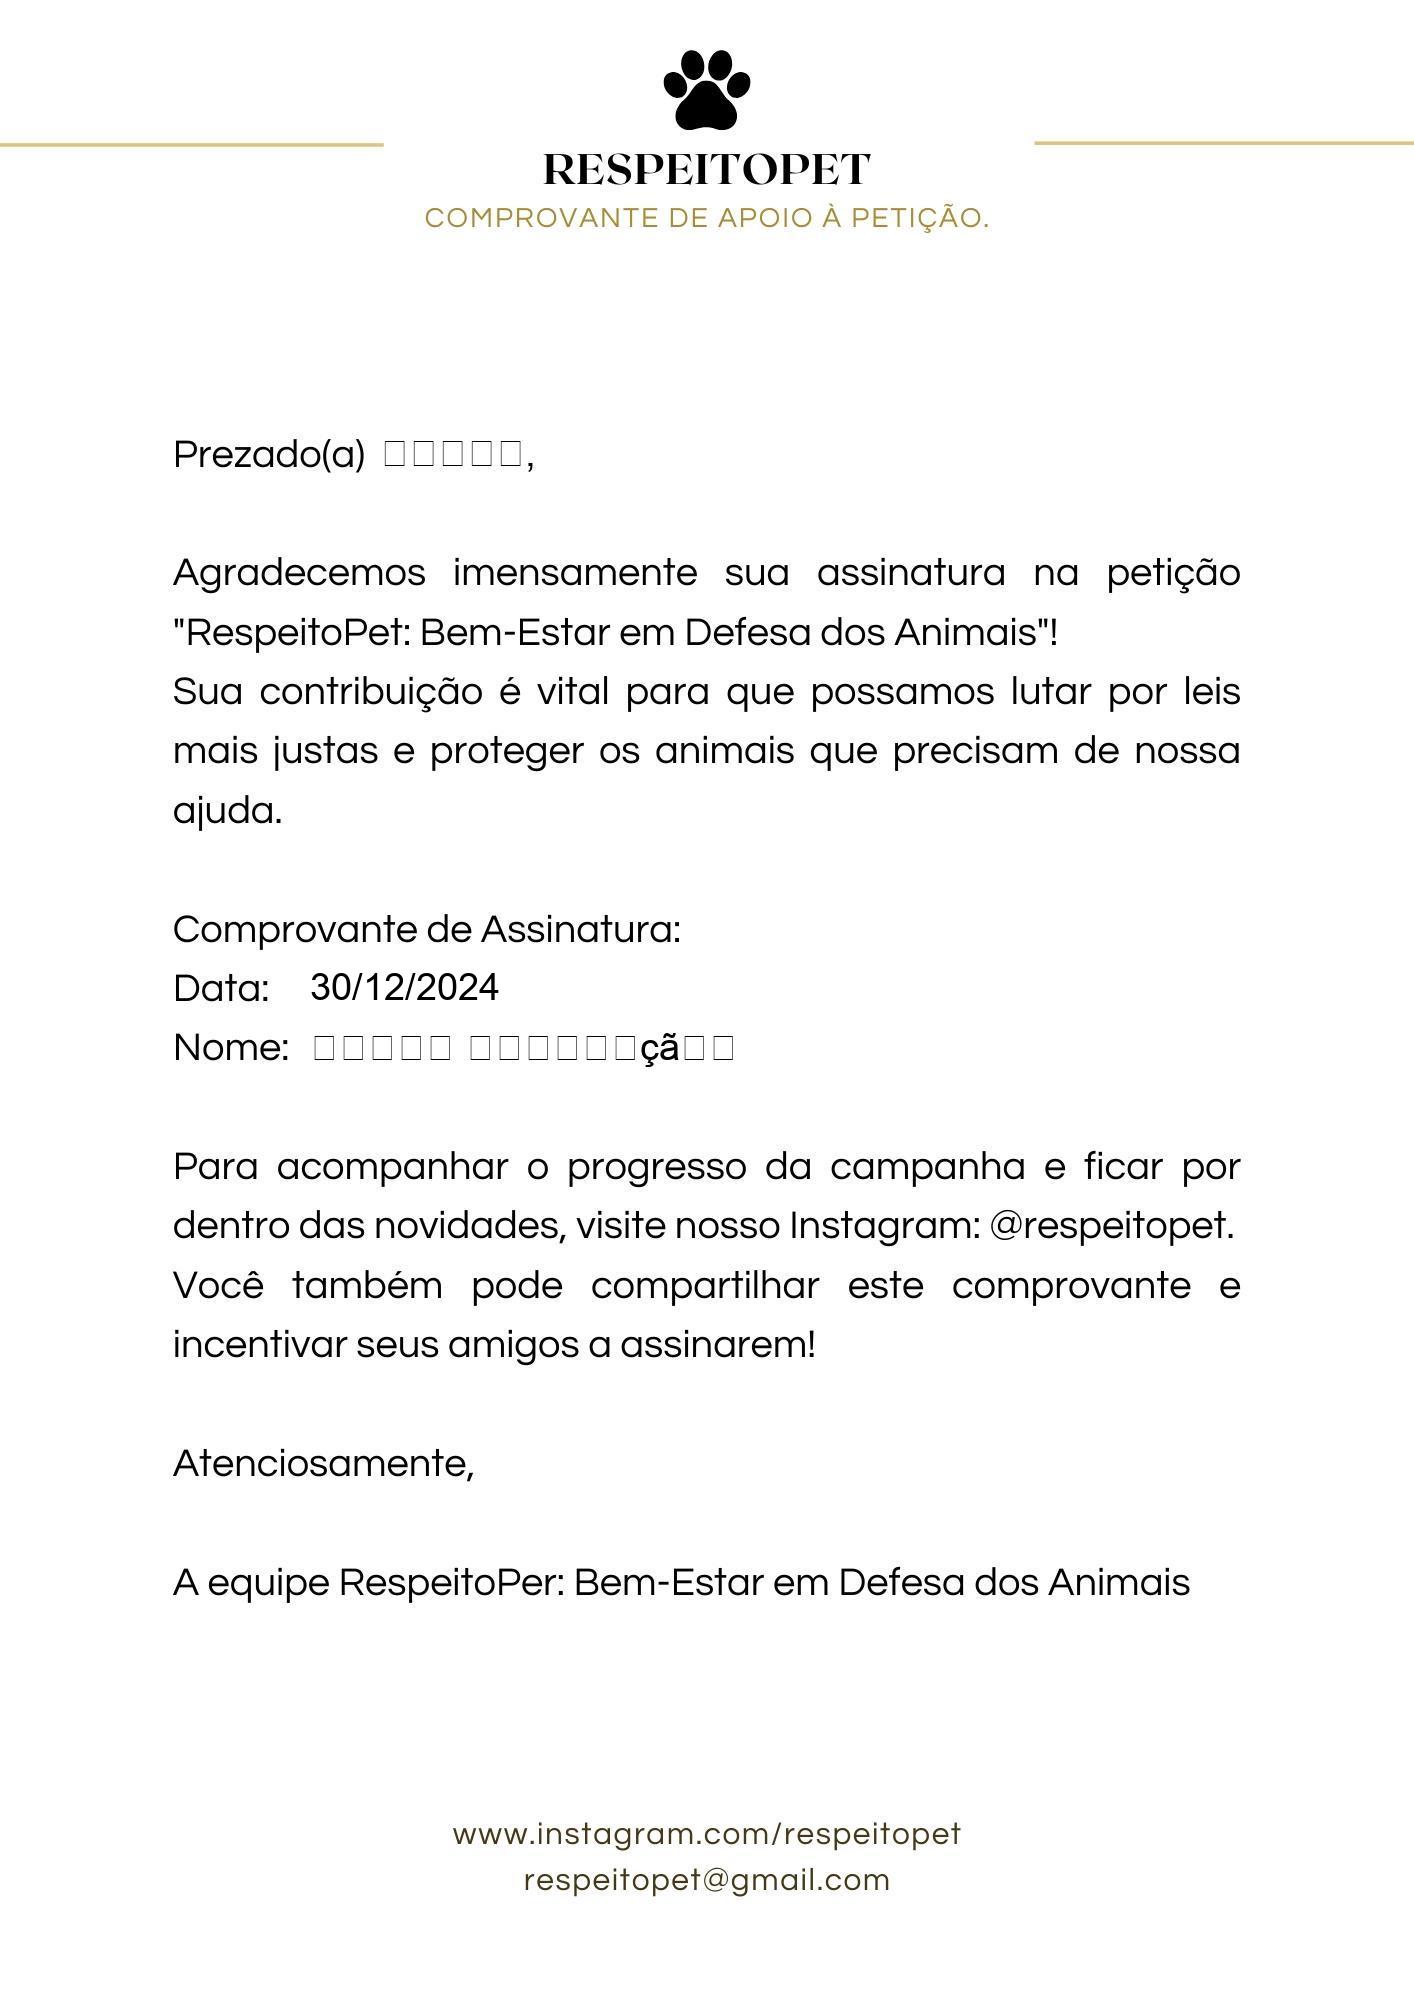 RESPEITOPET
COMPROVANTE DE APOIO À PETIÇÃO.
Prezado(a) □□□□□,
Agradecemos imensamente sua assinatura na petição
"RespeitoPet: Bem-Estar em Defesa dos Animais"!
Sua contribuição é vital para que possamos lutar por leis
mais justas e proteger os animais que precisam de nossa
ajuda.
Comprovante de Assinatura:
Data: 30/12/2024
Nome: □□□□□ □□□□□□çã□□
Para acompanhar o progresso da campanha e ficar por
dentro das novidades, visite nosso Instagram: @respeitopet.
Você também pode compartilhar este comprovante e
incentivar seus amigos a assinarem!
Atenciosamente,
A equipe RespeitoPer: Bem-Estar em Defesa dos Animais
www.instagram.com/respeitopet
respeitopet@gmail.com